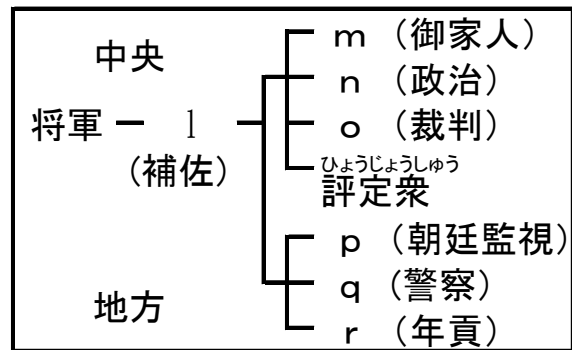 中央
将軍 l
(補佐)
m (御家人)
n (政治)
o (裁判)
ひょうじょうしゅう
評定衆
地方
p (朝廷監視)
q (警察)
r (年貢)